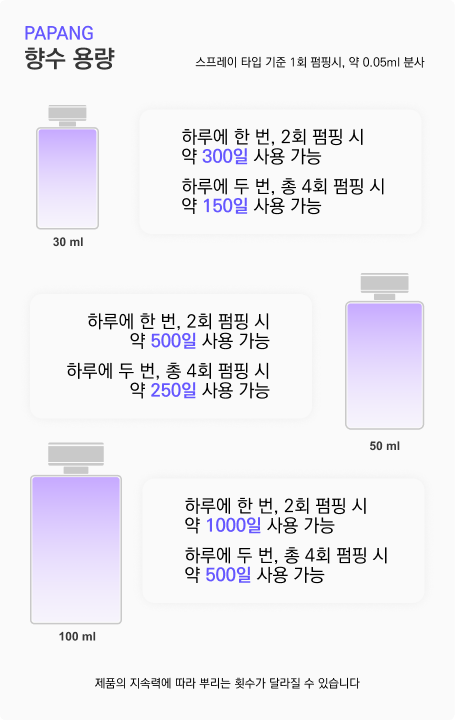 PAPANG
향수 용량
스프레이 타입 기준 1회 펌핑시, 약 0.05ml 분사
하루에 한 번, 2회 펌핑 시
약 300일 사용 가능
하루에 두 번, 총 4회 펌핑 시
약 150일 사용 가능
30 ml
하루에 한 번, 2회 펌핑 시
약 500일 사용 가능
하루에 두 번, 총 4회 펌핑 시
약 250일 사용 가능
50 ml
하루에 한 번, 2회 펌핑 시
약 1000일 사용 가능
하루에 두 번, 총 4회 펌핑 시
약 500일 사용 가능
100 ml
제품의 지속력에 따라 뿌리는 횟수가 달라질 수 있습니다